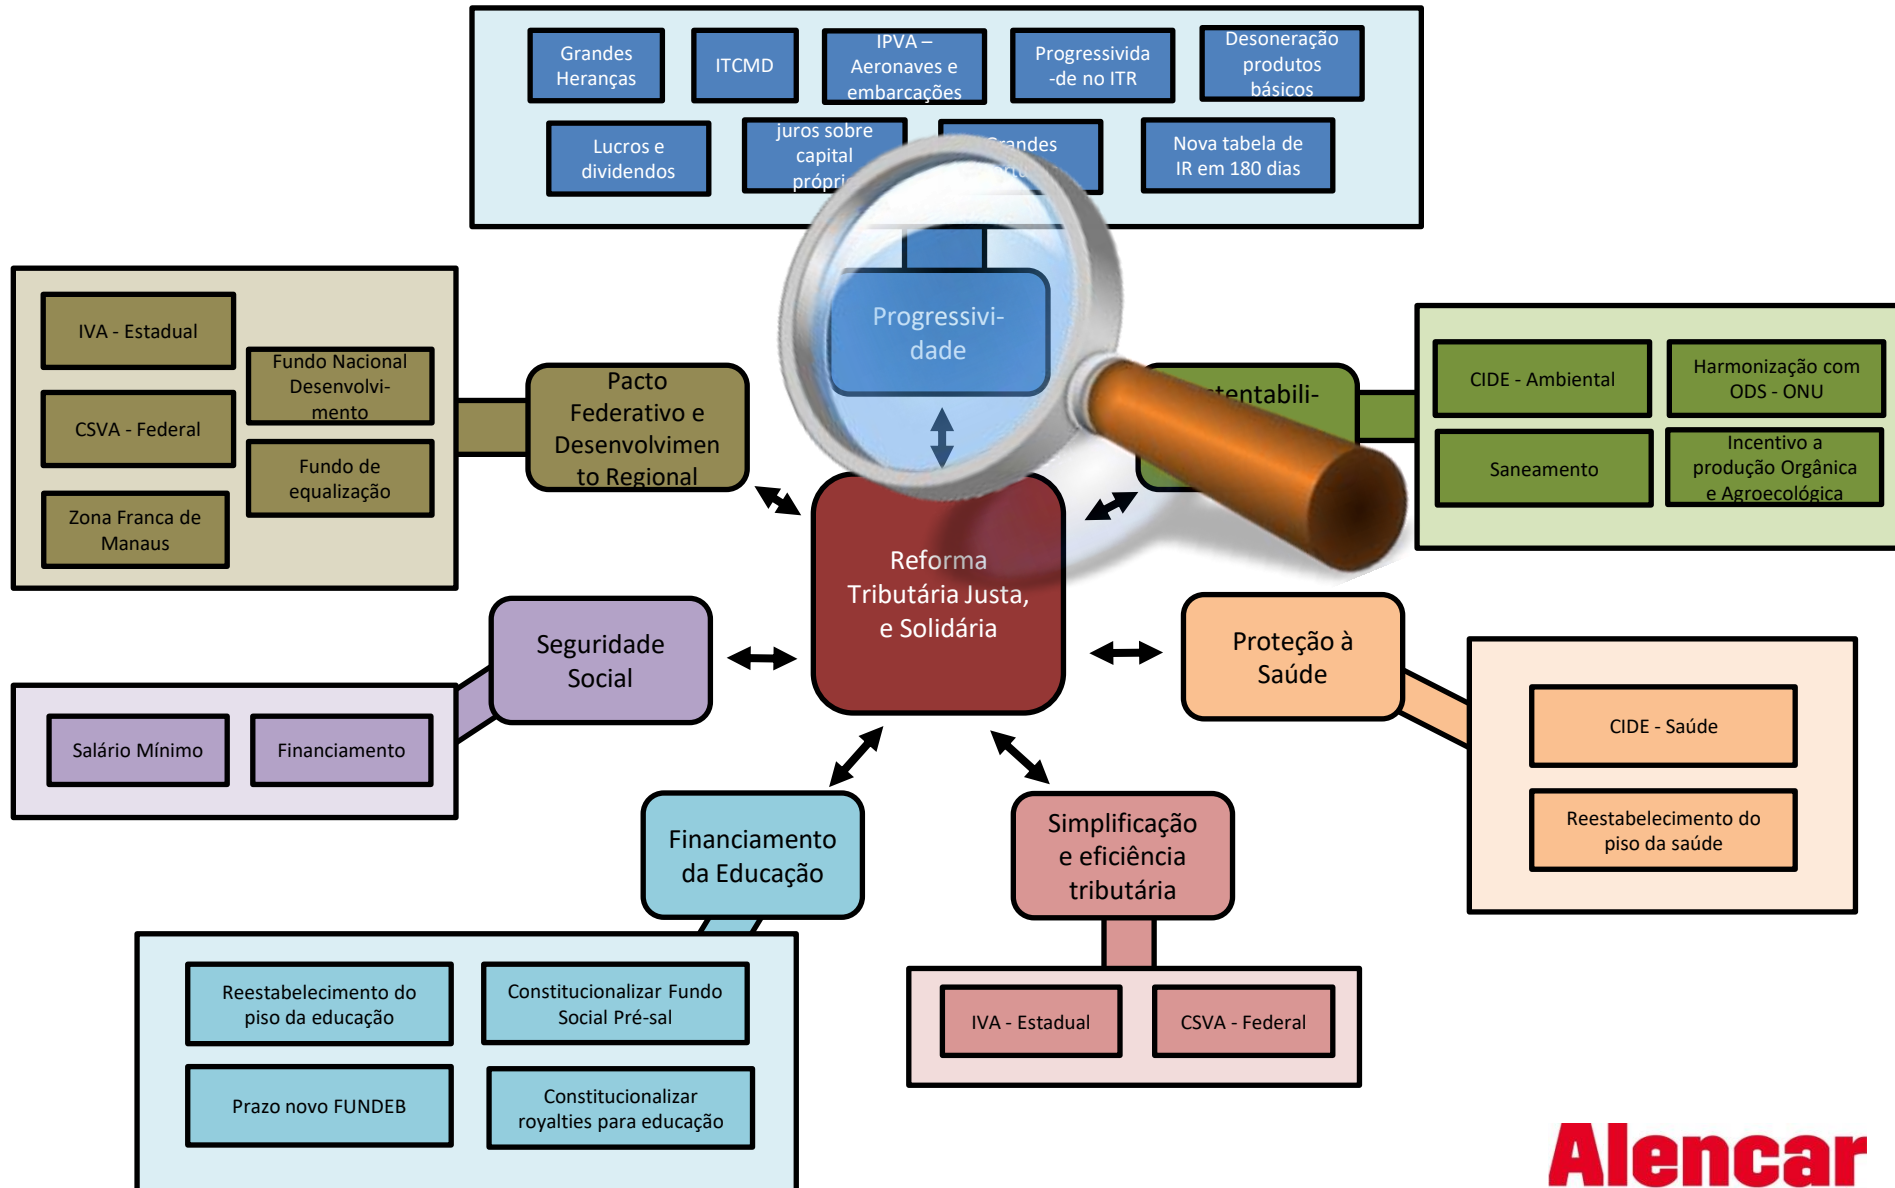 Grandes
Heranças
ITCMD
IPVA –
Aeronaves e
embarcações
Progressivida
-de no ITR
Desoneração
produtos
básicos
Lucros e
dividendos
juros sobre
capital
Grandes
Nova tabela de
IR em 180 dias
Progressivi-
dade
IVA - Estadual
CSVA - Federal
Zona Franca de
Manaus
Fundo Nacional
Desenvolvi-
mento
Fundo de
equalização
Pacto
Federativo e
Desenvolvimen
to Regional
CIDE - Ambiental
Harmonização com
ODS - ONU
Saneamento
Incentivo a
produção Orgânica
e Agroecológica
Reforma
Tributária Justa,
e Solidária
Seguridade
Social
Salário Mínimo
Financiamento
Proteção à
Saúde
CIDE - Saúde
Reestabelecimento do
piso da saúde
Financiamento
da Educação
Reestabelecimento do
piso da educação
Constitucionalizar Fundo
Social Pré-sal
Prazo novo FUNDEB
Constitucionalizar
royalties para educação
Simplificação
e eficiência
tributária
IVA - Estadual
CSVA - Federal
Alencar